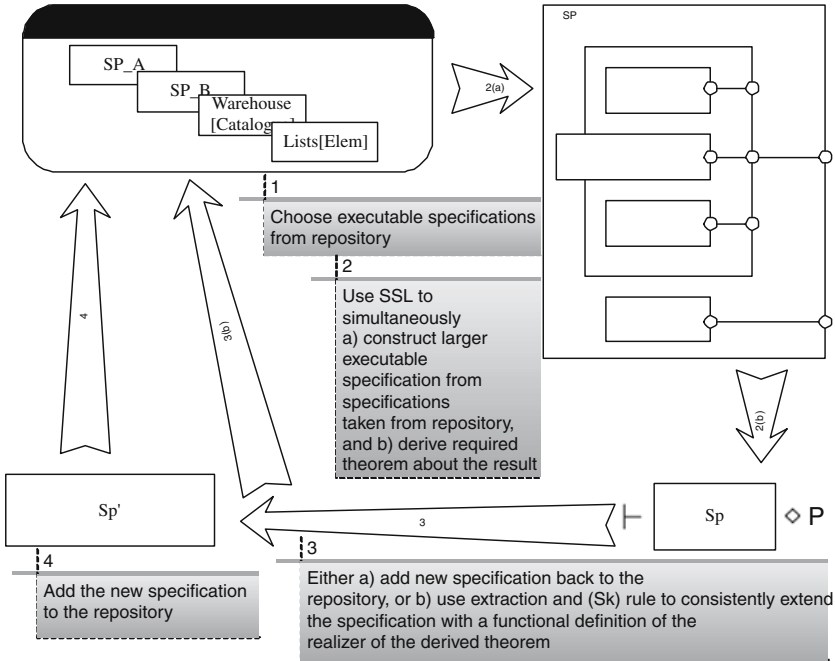 SP
SP_A
SP_B
Warehouse
[Catalogue]
Lists[Elem]
2(a)
1
Choose executable specifications
from repository
2
Use SSL to
simultaneously
a) construct larger
executable
specification from
specifications
taken from repository,
and b) derive required
theorem about the result
4
3(b)
2(b)
Sp'
3
⊢ Sp ◇ P
4
Add the new specification
to the repository
3
Either a) add new specification back to the
repository, or b) use extraction and (Sk) rule to consistently extend
the specification with a functional definition of the
realizer of the derived theorem